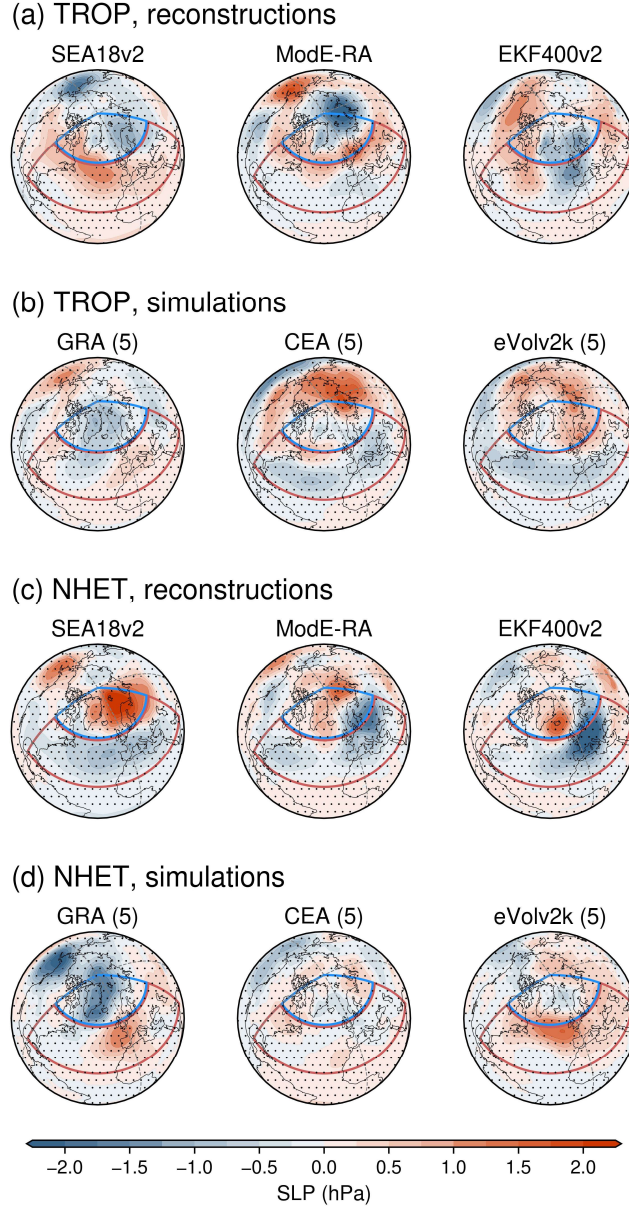 (a) TROP, reconstructions
SEA18v2 ModE-RA EKF400v2
(b) TROP, simulations
GRA (5) CEA (5) eVolv2k (5)
(c) NHET, reconstructions
SEA18v2 ModE-RA EKF400v2
(d) NHET, simulations
GRA (5) CEA (5) eVolv2k (5)
−2.0 −1.5 −1.0 −0.5 0.0 0.5 1.0 1.5 2.0
SLP (hPa)